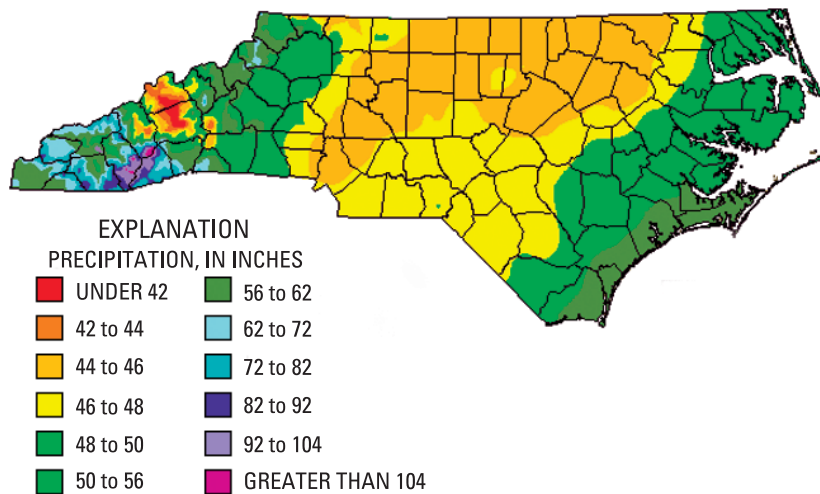 EXPLANATION
PRECIPITATION, IN INCHES
UNDER 42
42 to 44
44 to 46
46 to 48
48 to 50
50 to 56
56 to 62
62 to 72
72 to 82
82 to 92
92 to 104
GREATER THAN 104